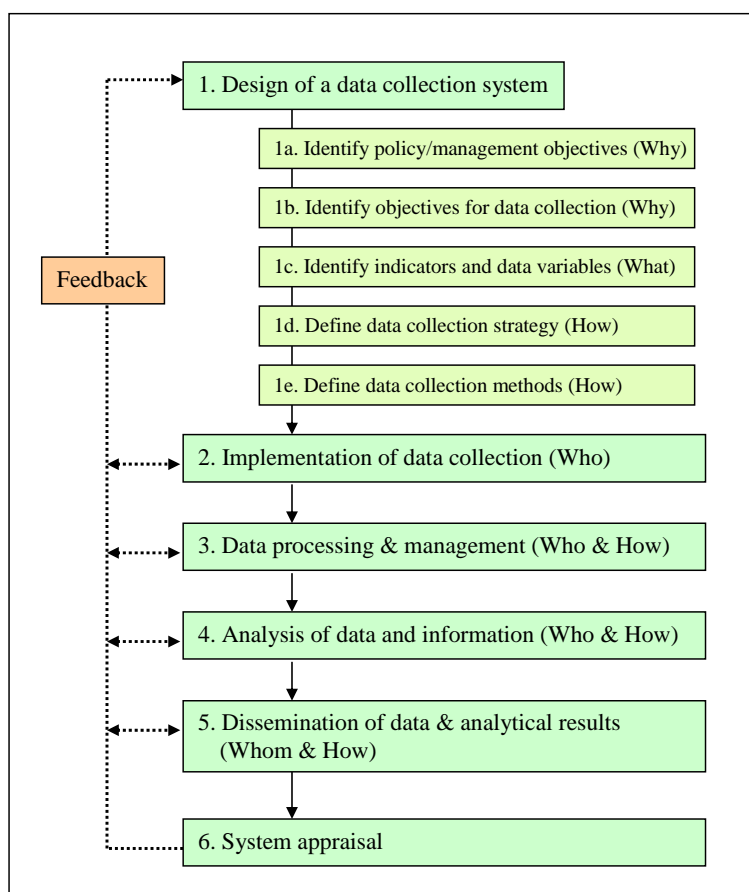 1. Design of a data collection system
1a. Identify policy/management objectives (Why)
1b. Identify objectives for data collection (Why)
1c. Identify indicators and data variables (What)
Feedback
1d. Define data collection strategy (How)
1e. Define data collection methods (How)
2. Implementation of data collection (Who)
3. Data processing & management (Who & How)
4. Analysis of data and information (Who & How)
5. Dissemination of data & analytical results
(Whom & How)
6. System appraisal